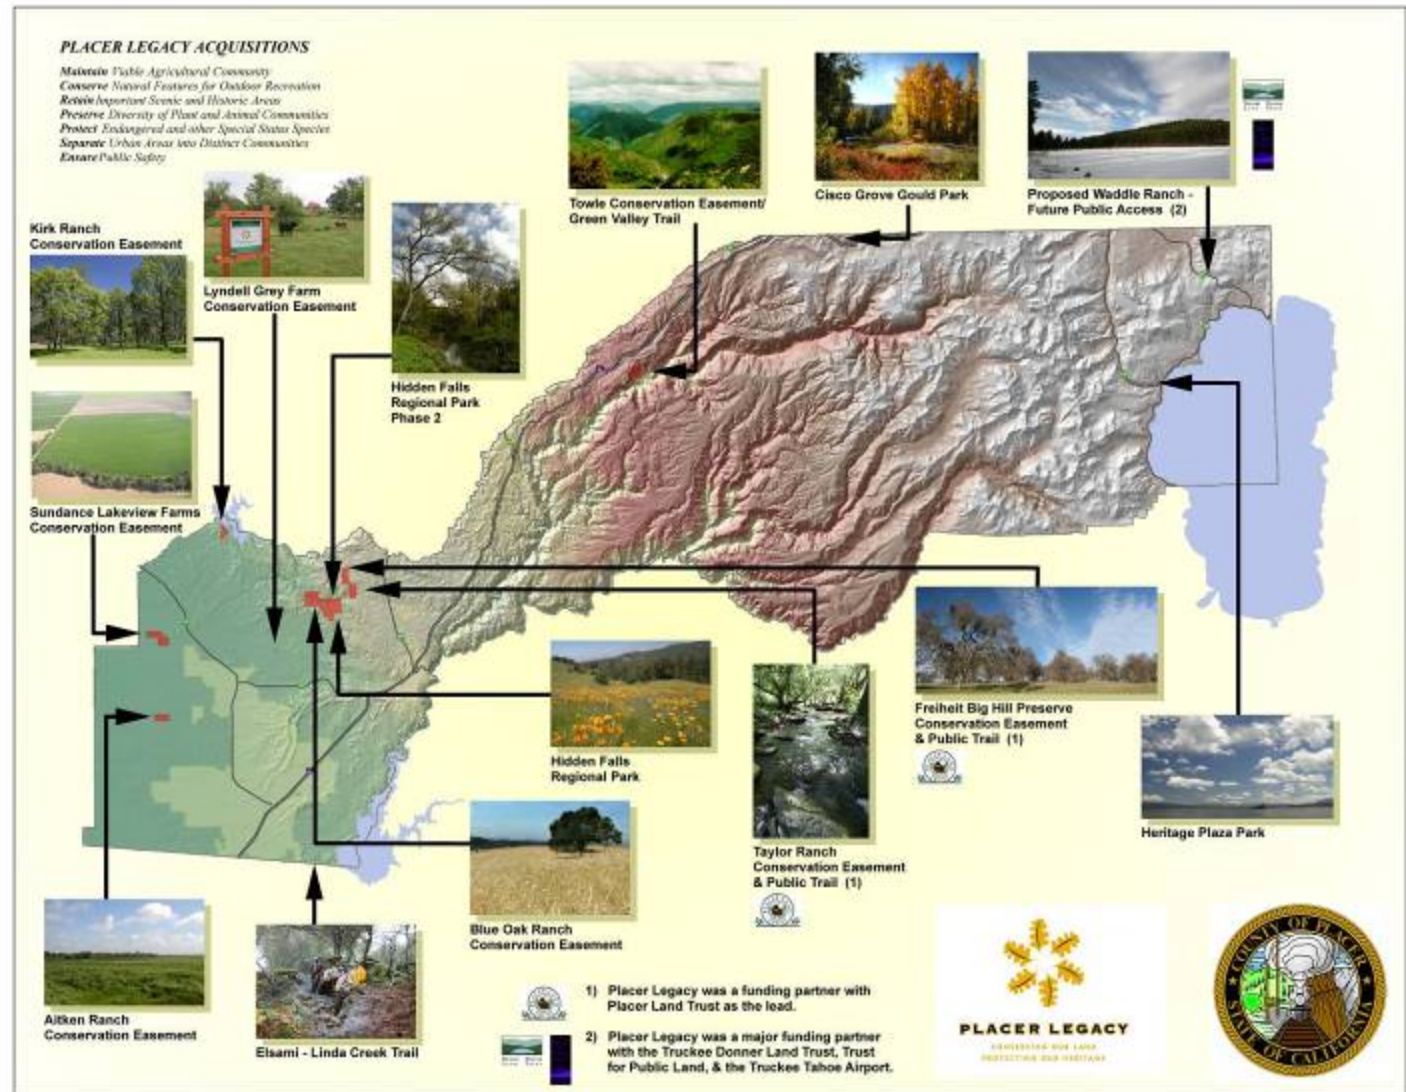 PLACER LEGACY ACQUISITIONS
Maintain Viable Agricultural Community
Conserve Natural Features for Outdoor Recreation
Retain Important Scenic and Historic Areas
Preserve Diversity of Plant and Animal Communities
Protect Endangered and other Special Status Species
Separate Urban Areas into Distinct Communities
Ensure Public Safety
Kirk Ranch
Conservation Easement
Lyndell Grey Farm
Conservation Easement
Hidden Falls
Regional Park
Phase 2
Towle Conservation Easement/
Green Valley Trail
Cisco Grove Gould Park
Proposed Waddle Ranch -
Future Public Access (2)
Sundance Lakeview Farms
Conservation Easement
Hidden Falls
Regional Park
Freiheit Big Hill Preserve
Conservation Easement
& Public Trail (1)
Heritage Plaza Park
Taylor Ranch
Conservation Easement
& Public Trail (1)
Blue Oak Ranch
Conservation Easement
Aitken Ranch
Conservation Easement
Elsami - Linda Creek Trail
1) Placer Legacy was a funding partner with
Placer Land Trust as the lead.
2) Placer Legacy was a major funding partner
with the Truckee Donner Land Trust, Trust
for Public Land, & the Truckee Tahoe Airport.
PLACER LEGACY
CONSERVING OUR LAND
PROTECTING OUR HERITAGE
COUNTY OF PLACER
STATE OF CALIFORNIA